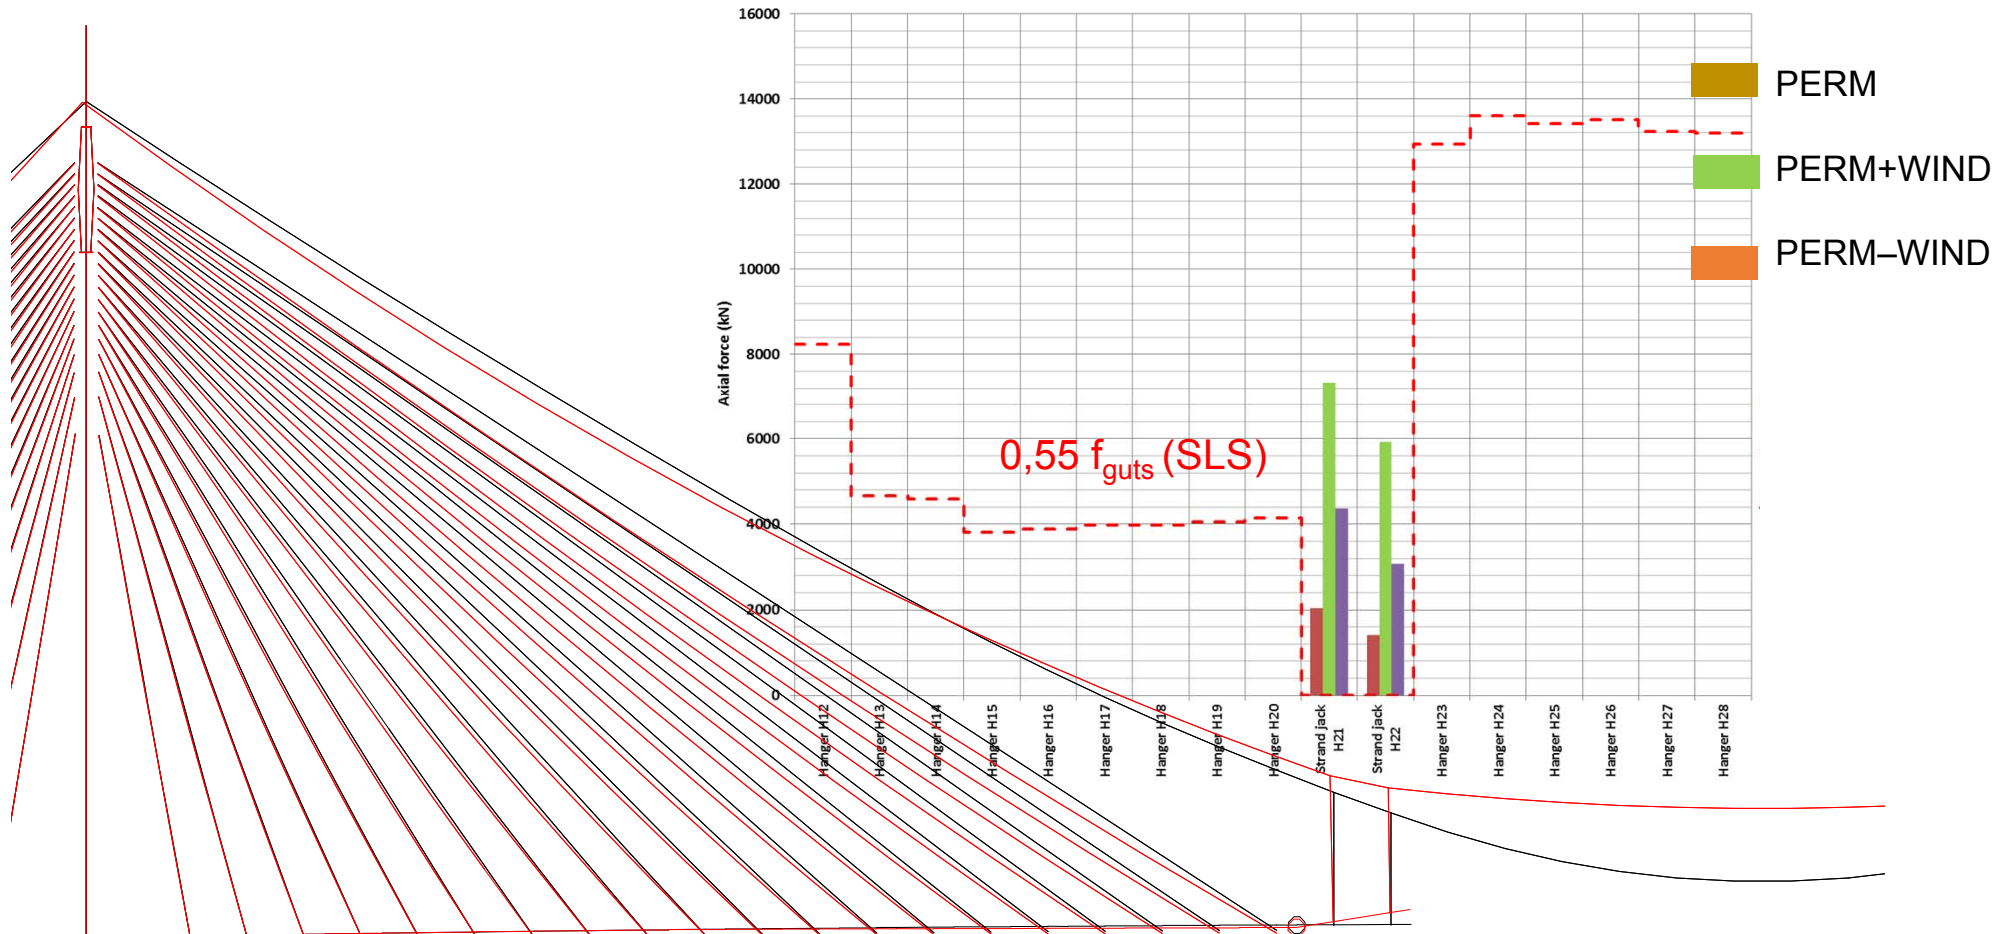 16000
14000
12000
10000
8000
6000
4000
2000
0
Axial force (kN)
0,55 fguts (SLS)
PERM
PERM+WIND
PERM–WIND
Hanger H12
Hanger H13
Hanger H14
Hanger H15
Hanger H16
Hanger H17
Hanger H18
Hanger H19
Hanger H20
Strand jack
H21
Strand jack
H22
Hanger H23
Hanger H24
Hanger H25
Hanger H26
Hanger H27
Hanger H28